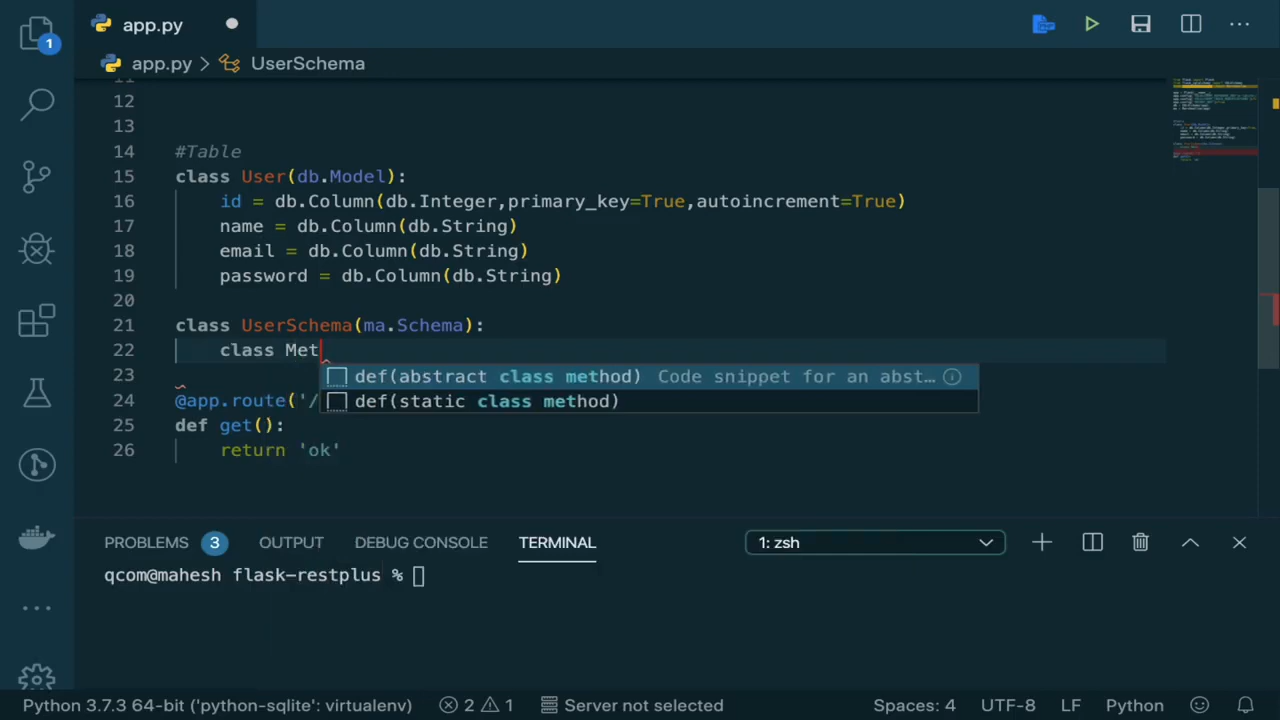 1
app.py
app.py > UserSchema
11
12
13
14 #Table
15 class User(db.Model):
16 id = db.Column(db.Integer,primary_key=True,autoincrement=True)
17 name = db.Column(db.String)
18 email = db.Column(db.String)
19 password = db.Column(db.String)
20
21 class UserSchema(ma.Schema):
22 class Met
23 def(abstract class method) Code snippet for an abst…
24 @app.route('/ def(static class method)
25 def get():
26 return 'ok'
PROBLEMS 3 OUTPUT DEBUG CONSOLE TERMINAL 1: zsh
qcom@mahesh flask-restplus %
Python 3.7.3 64-bit ('python-sqlite': virtualenv) 2 1 Server not selected Spaces: 4 UTF-8 LF Python